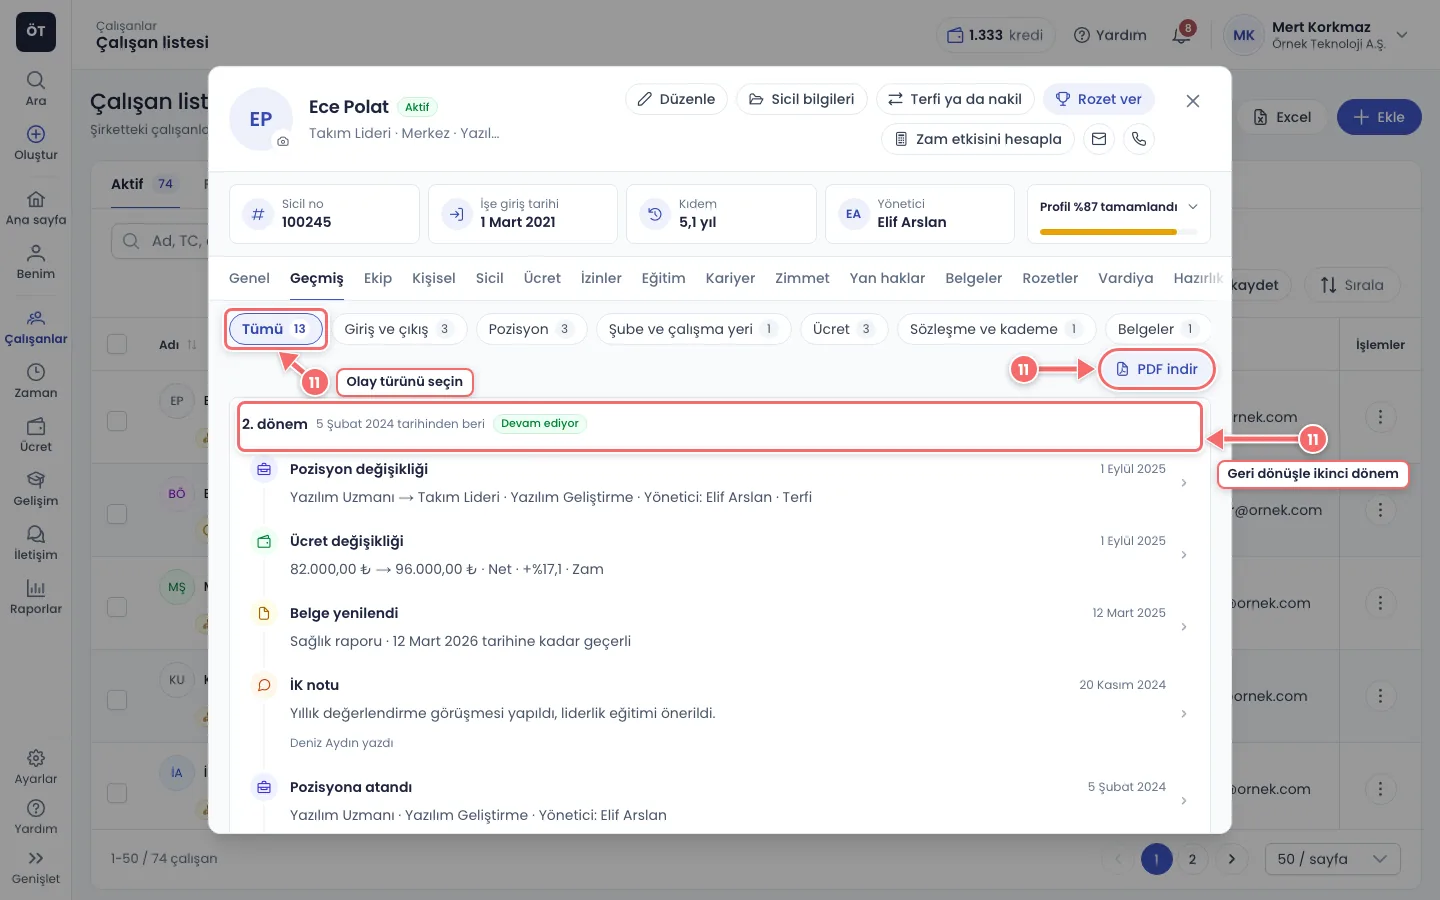 ÖT
Çalışanlar
Çalışan listesi
1.333 kredi
Yardım
8
MK
Mert Korkmaz
Örnek Teknoloji A.Ş.
Ara
Oluştur
Ana sayfa
Benim
Çalışanlar
Zaman
Ücret
Gelişim
İletişim
Raporlar
Ayarlar
Yardım
Genişlet
Çalışan list
Şirketteki çalışanla
Excel
Ekle
Aktif 74
Ad, TC,
kaydet
Sırala
Adı
İşlemler
EP
rnek.com
BÖ
r@ornek.com
MŞ
@ornek.com
KU
ornek.com
İA
@ornek.com
1-50 / 74 çalışan
1
2
50 / sayfa
EP
Ece Polat
Aktif
Takım Lideri · Merkez · Yazıl...
Düzenle
Sicil bilgileri
Terfi ya da nakil
Rozet ver
Zam etkisini hesapla
Sicil no
100245
İşe giriş tarihi
1 Mart 2021
Kıdem
5,1 yıl
EA
Yönetici
Elif Arslan
Profil %87 tamamlandı
Genel Geçmiş Ekip Kişisel Sicil Ücret İzinler Eğitim Kariyer Zimmet Yan haklar Belgeler Rozetler Vardiya Hazırlık
Tümü 13
Giriş ve çıkış 3
Pozisyon 3
Şube ve çalışma yeri 1
Ücret 3
Sözleşme ve kademe 1
Belgeler 1
11
Olay türünü seçin
11
PDF indir
2. dönem 5 Şubat 2024 tarihinden beri Devam ediyor
11
Geri dönüşle ikinci dönem
Pozisyon değişikliği
1 Eylül 2025
Yazılım Uzmanı → Takım Lideri · Yazılım Geliştirme · Yönetici: Elif Arslan · Terfi
Ücret değişikliği
1 Eylül 2025
82.000,00 ₺ → 96.000,00 ₺ · Net · +%17,1 · Zam
Belge yenilendi
12 Mart 2025
Sağlık raporu · 12 Mart 2026 tarihine kadar geçerli
İK notu
20 Kasım 2024
Yıllık değerlendirme görüşmesi yapıldı, liderlik eğitimi önerildi.
Deniz Aydın yazdı
Pozisyona atandı
5 Şubat 2024
Yazılım Uzmanı · Yazılım Geliştirme · Yönetici: Elif Arslan